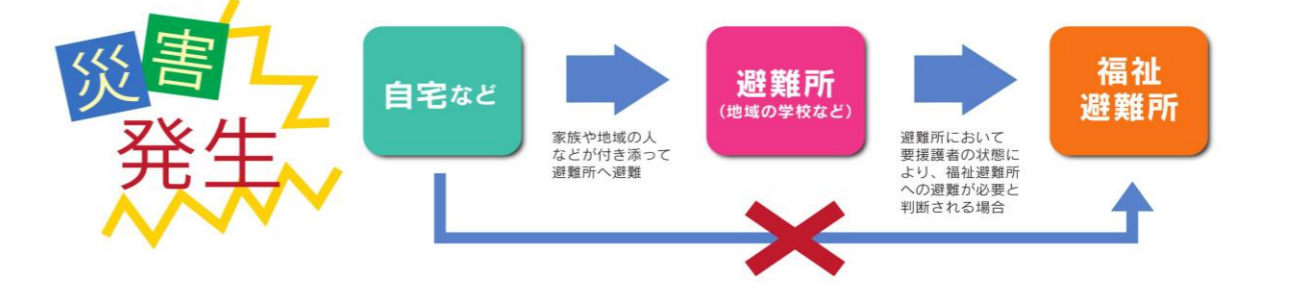 災害
発生
自宅など
家族や地域の人
などが付き添って
避難所へ避難
避難所
(地域の学校など)
避難所において
要援護者の状態に
より、福祉避難所
への避難が必要と
判断される場合
福祉
避難所